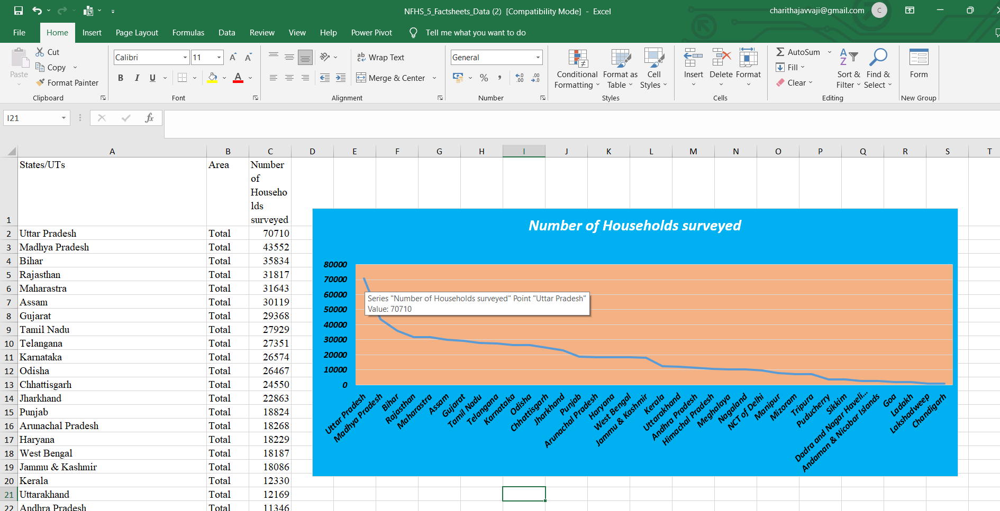 NFHS_5_Factsheets_Data (2) [Compatibility Mode] - Excel
charithajavvaji@gmail.com
C
File Home Insert Page Layout Formulas Data Review View Help Power Pivot Tell me what you want to do
Paste
Cut
Copy
Format Painter
Clipboard
Calibri 11
B I U
Font
Wrap Text
Merge & Center
Alignment
General
Number
Conditional Formatting
Format as Table
Cell Styles
Styles
Insert Delete Format
Cells
AutoSum
Fill
Clear
Sort & Filter
Find & Select
Editing
Form
New Group
I21
fx
A B C D E F G H I J K L M N O P Q R S T
1 States/UTs Area Number of Households surveyed
2 Uttar Pradesh Total 70710
3 Madhya Pradesh Total 43552
4 Bihar Total 35834
5 Rajasthan Total 31817
6 Maharastra Total 31643
7 Assam Total 30119
8 Gujarat Total 29368
9 Tamil Nadu Total 27929
10 Telangana Total 27351
11 Karnataka Total 26574
12 Odisha Total 26467
13 Chhattisgarh Total 24550
14 Jharkhand Total 22863
15 Punjab Total 18824
16 Arunachal Pradesh Total 18268
17 Haryana Total 18229
18 West Bengal Total 18187
19 Jammu & Kashmir Total 18086
20 Kerala Total 12330
21 Uttarakhand Total 12169
22 Andhra Pradesh Total 11346
Number of Households surveyed
80000
70000
60000
50000
40000
30000
20000
10000
0
Series "Number of Households surveyed" Point "Uttar Pradesh"
Value: 70710
Uttar Pradesh
Madhya Pradesh
Bihar
Rajasthan
Maharastra
Assam
Gujarat
Tamil Nadu
Telangana
Karnataka
Odisha
Chhattisgarh
Jharkhand
Punjab
Arunachal Pradesh
Haryana
West Bengal
Jammu & Kashmir
Kerala
Uttarakhand
Andhra Pradesh
Himachal Pradesh
Meghalaya
Nagaland
NCT of Delhi
Manipur
Mizoram
Tripura
Puducherry
Sikkim
Dadra and Nagar Haveli...
Andaman & Nicobar Islands
Goa
Ladakh
Lakshadweep
Chandigarh